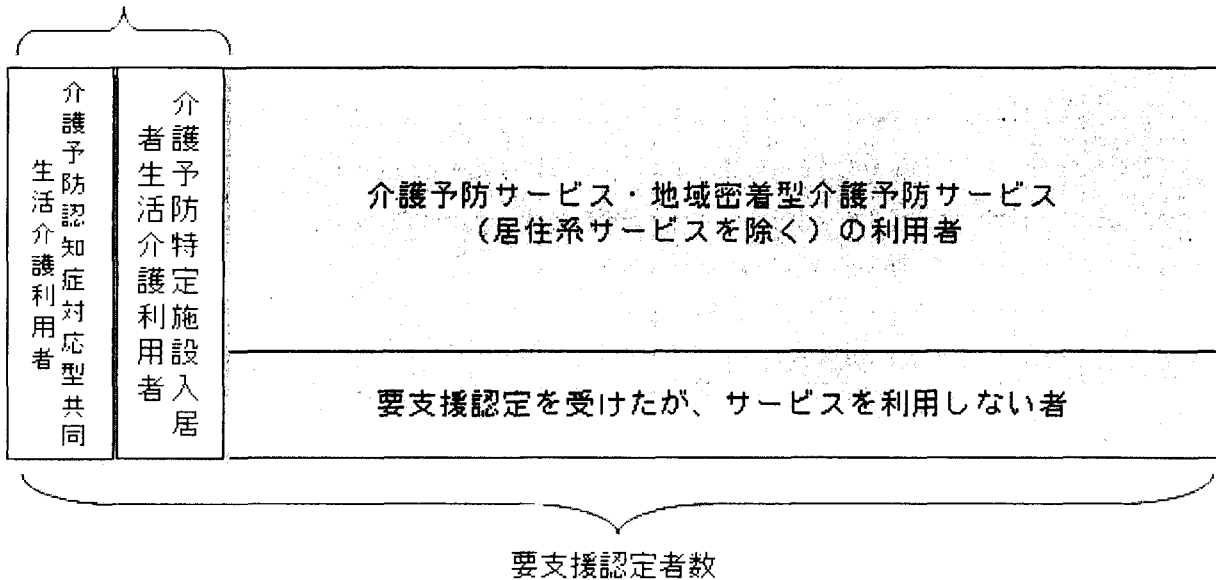 介護予防認知症対応型共同
生活介護利用者
介護予防特定施設入居
者生活介護利用者
介護予防サービス・地域密着型介護予防サービス
（居住系サービスを除く）の利用者
要支援認定を受けたが、サービスを利用しない者
要支援認定者数